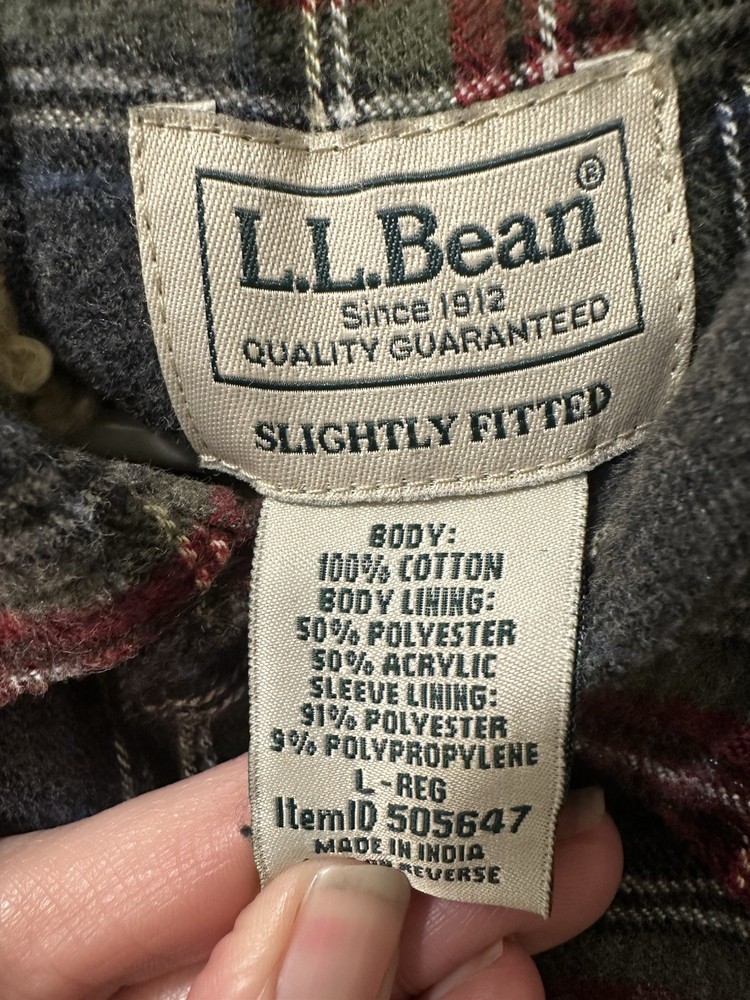 L.L.Bean®
Since 1912
QUALITY GUARANTEED
SLIGHTLY FITTED
BODY:
100% COTTON
BODY LINING:
50% POLYESTER
50% ACRYLIC
SLEEVE LINING:
91% POLYESTER
9% POLYPROPYLENE
L-REG
ItemID 505647
MADE IN INDIA
REVERSE